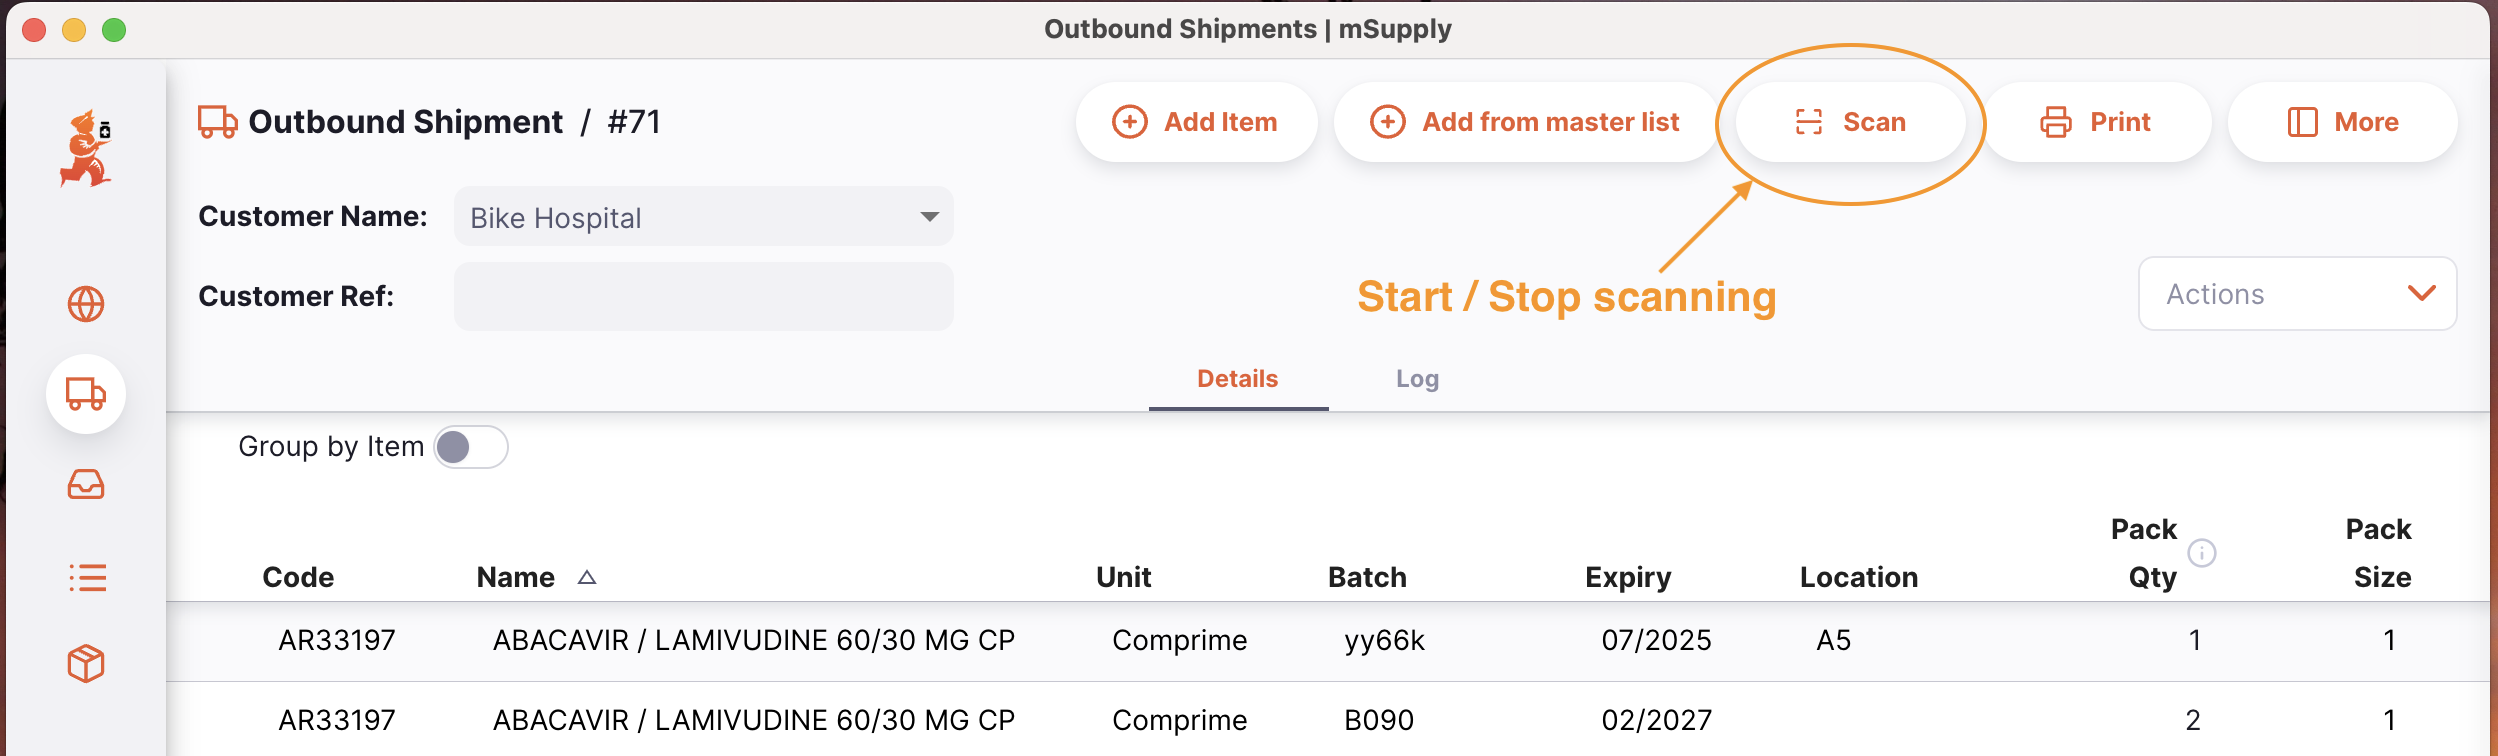 Outbound Shipments | mSupply
Outbound Shipment / #71
Add Item
Add from master list
Scan
Print
More
Customer Name: Bike Hospital
Customer Ref:
Start / Stop scanning
Actions
Details
Log
Group by Item
Code
Name
Unit
Batch
Expiry
Location
Pack Qty
Pack Size
AR33197 ABACAVIR / LAMIVUDINE 60/30 MG CP Comprime yy66k 07/2025 A5 1 1
AR33197 ABACAVIR / LAMIVUDINE 60/30 MG CP Comprime B090 02/2027 2 1